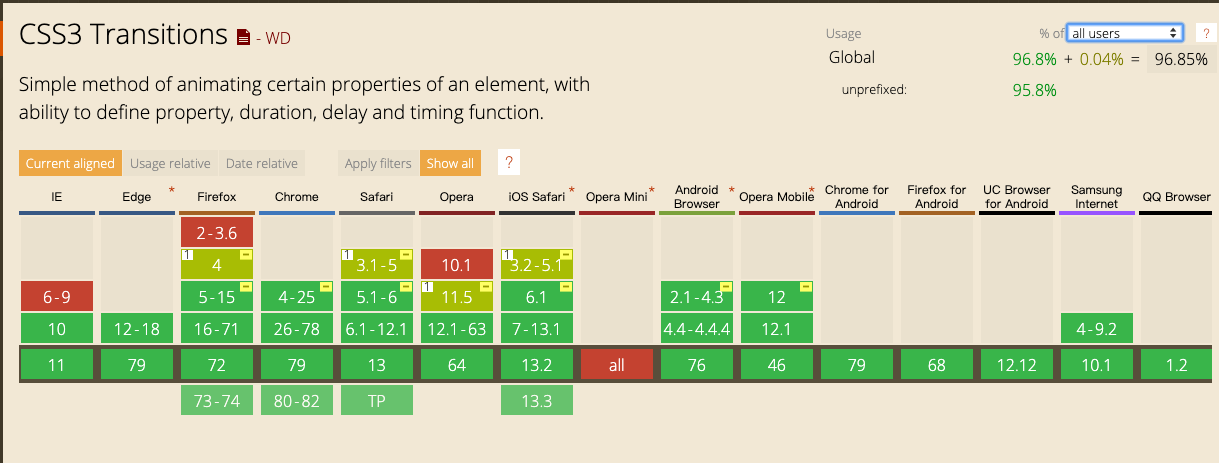 CSS3 Transitions - WD
Usage % of all users ?
Global 96.8% + 0.04% = 96.85%
unprefixed: 95.8%
Simple method of animating certain properties of an element, with
ability to define property, duration, delay and timing function.
Current aligned Usage relative Date relative Apply filters Show all ?
IE Edge * Firefox Chrome Safari Opera iOS Safari * Opera Mini * Android Browser * Opera Mobile * Chrome for Android Firefox for Android UC Browser for Android Samsung Internet QQ Browser
2-3.6
1 4 1 3.1-5 10.1 1 3.2-5.1
6-9 5-15 4-25 5.1-6 1 11.5 6.1 2.1-4.3 12
10 12-18 16-71 26-78 6.1-12.1 12.1-63 7-13.1 4.4-4.4.4 12.1 4-9.2
11 79 72 79 13 64 13.2 all 76 46 79 68 12.12 10.1 1.2
73-74 80-82 TP 13.3